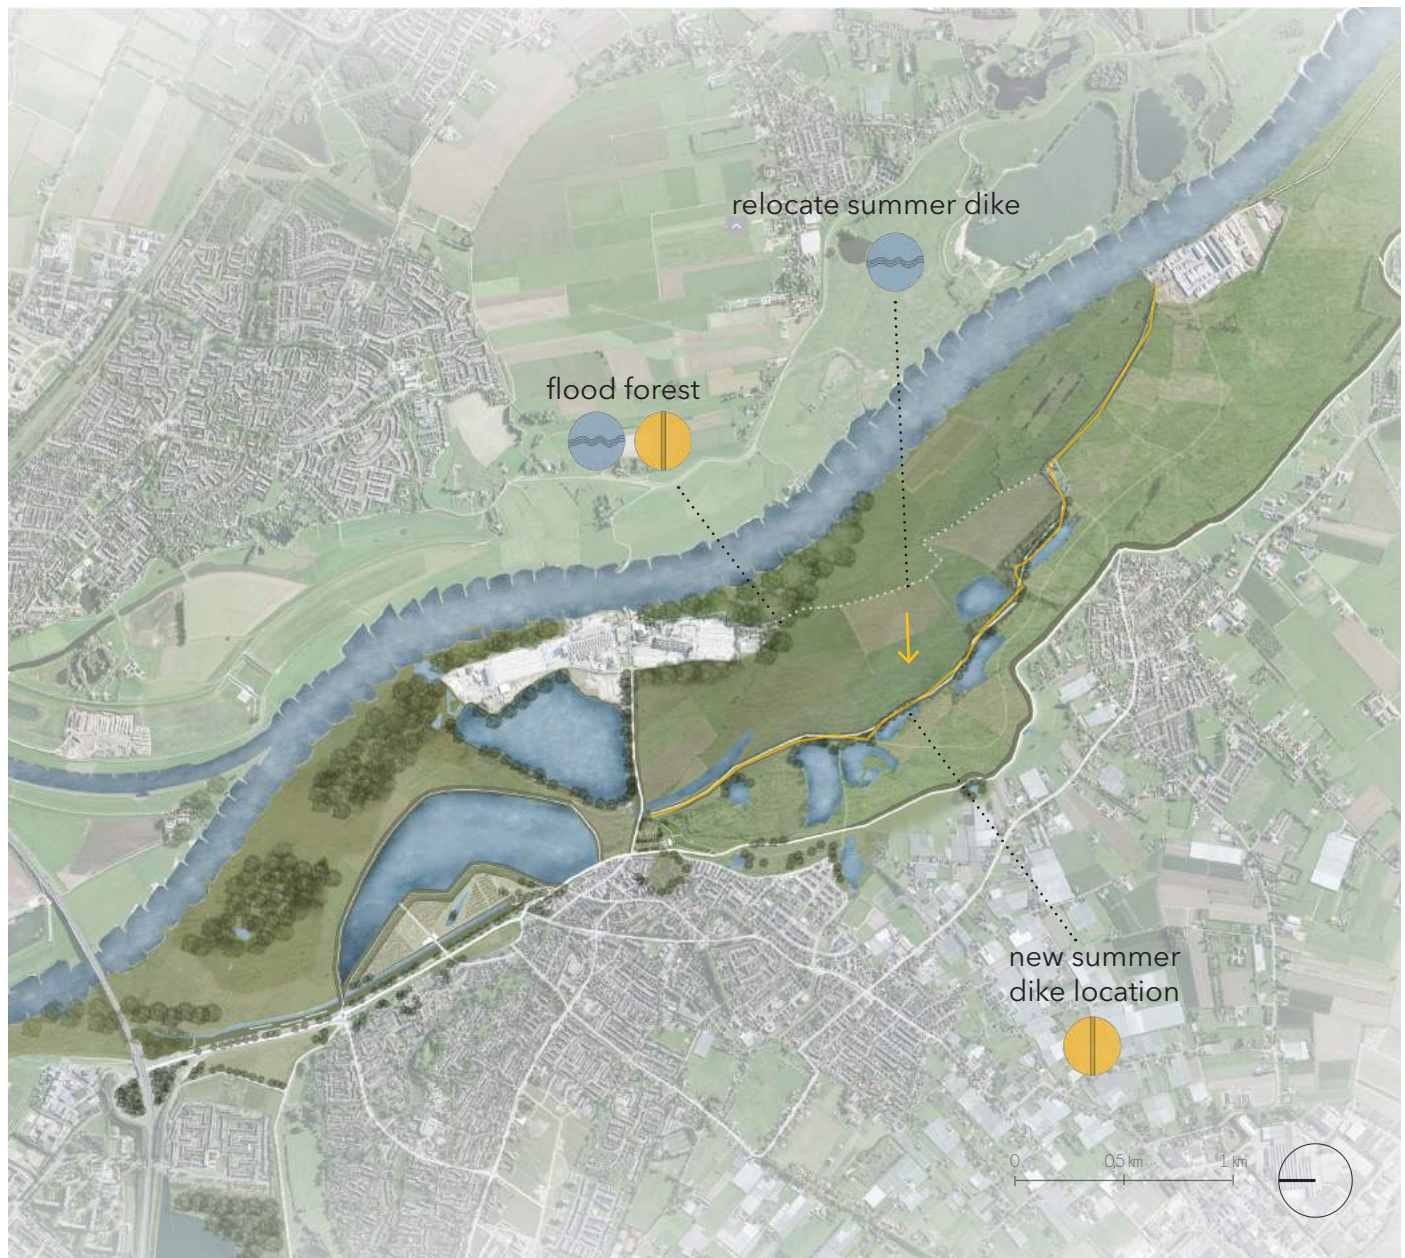 relocate summer dike
flood forest
new summer
dike location
0
0,5 km
1 km